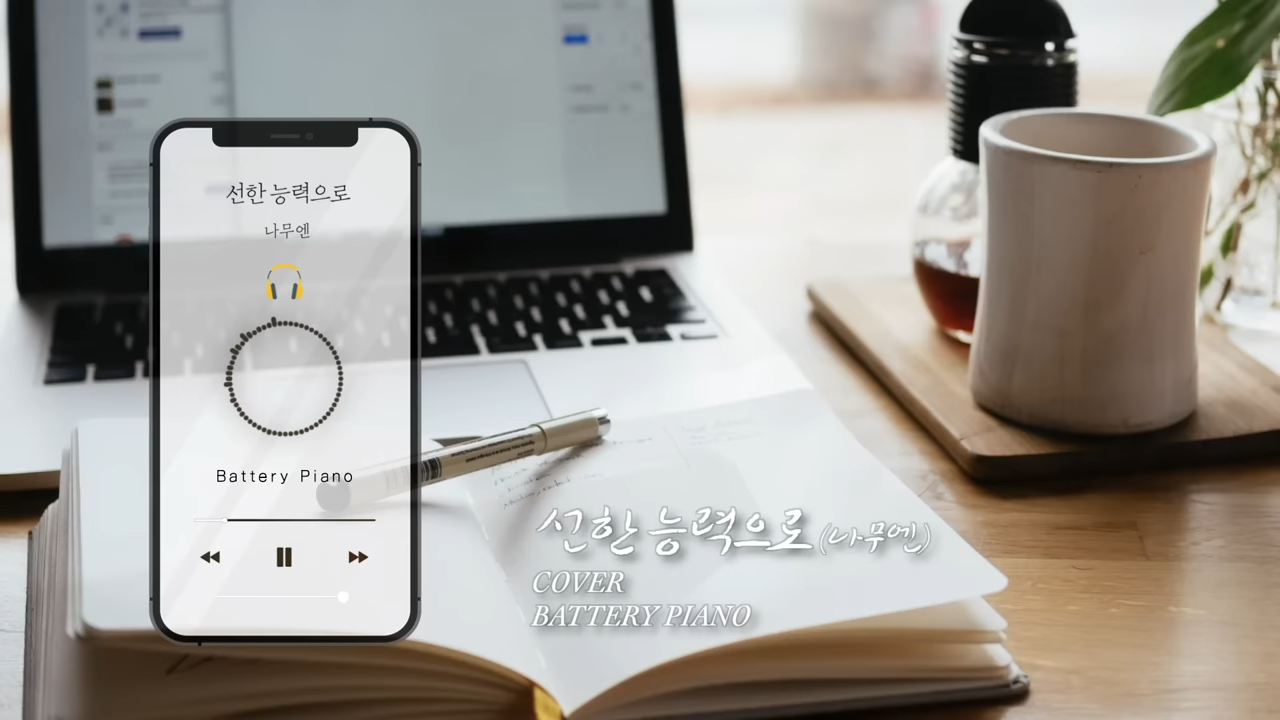 선한 능력으로
나무엔
Battery Piano
선한 능력으로 (나무엔)
COVER
BATTERY PIANO